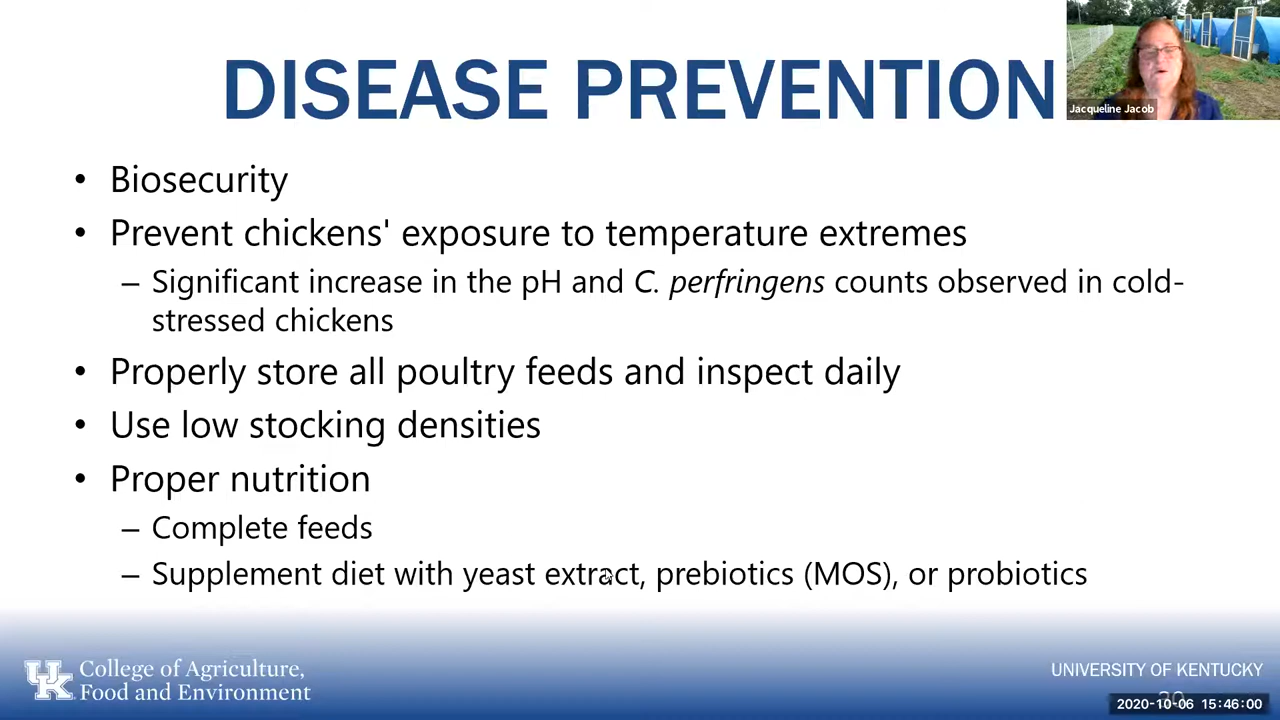 DISEASE PREVENTION
Jacqueline Jacob
• Biosecurity
• Prevent chickens' exposure to temperature extremes
– Significant increase in the pH and C. perfringens counts observed in cold-
stressed chickens
• Properly store all poultry feeds and inspect daily
• Use low stocking densities
• Proper nutrition
– Complete feeds
– Supplement diet with yeast extract, prebiotics (MOS), or probiotics
UK College of Agriculture,
Food and Environment
UNIVERSITY OF KENTUCKY
2020-10-06 15:46:00